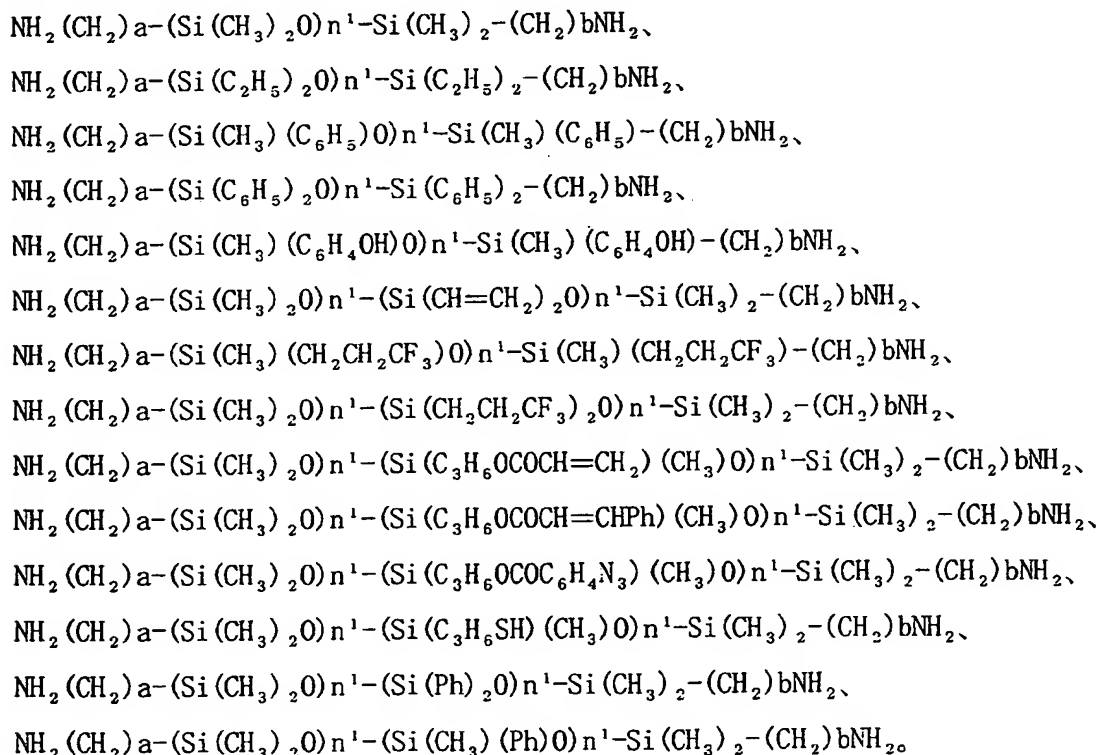 NH₂(CH₂)a-(Si(CH₃)₂O)n¹-Si(CH₃)₂-(CH₂)bNH₂、
NH₂(CH₂)a-(Si(C₂H₅)₂O)n¹-Si(C₂H₅)₂-(CH₂)bNH₂、
NH₂(CH₂)a-(Si(CH₃)(C₆H₅)O)n¹-Si(CH₃)(C₆H₅)-(CH₂)bNH₂、
NH₂(CH₂)a-(Si(C₆H₅)₂O)n¹-Si(C₆H₅)₂-(CH₂)bNH₂、
NH₂(CH₂)a-(Si(CH₃)(C₆H₄OH)O)n¹-Si(CH₃)(C₆H₄OH)-(CH₂)bNH₂、
NH₂(CH₂)a-(Si(CH₃)₂O)n¹-(Si(CH=CH₂)₂O)n¹-Si(CH₃)₂-(CH₂)bNH₂、
NH₂(CH₂)a-(Si(CH₃)(CH₂CH₂CF₃)O)n¹-Si(CH₃)(CH₂CH₂CF₃)-(CH₂)bNH₂、
NH₂(CH₂)a-(Si(CH₃)₂O)n¹-(Si(CH₂CH₂CF₃)₂O)n¹-Si(CH₃)₂-(CH₂)bNH₂、
NH₂(CH₂)a-(Si(CH₃)₂O)n¹-(Si(C₃H₆OCOCH=CH₂)(CH₃)O)n¹-Si(CH₃)₂-(CH₂)bNH₂、
NH₂(CH₂)a-(Si(CH₃)₂O)n¹-(Si(C₃H₆OCOCH=CHPh)(CH₃)O)n¹-Si(CH₃)₂-(CH₂)bNH₂、
NH₂(CH₂)a-(Si(CH₃)₂O)n¹-(Si(C₃H₆OCOC₆H₄N₃)(CH₃)O)n¹-Si(CH₃)₂-(CH₂)bNH₂、
NH₂(CH₂)a-(Si(CH₃)₂O)n¹-(Si(C₃H₆SH)(CH₃)O)n¹-Si(CH₃)₂-(CH₂)bNH₂、
NH₂(CH₂)a-(Si(CH₃)₂O)n¹-(Si(Ph)₂O)n¹-Si(CH₃)₂-(CH₂)bNH₂、
NH₂(CH₂)a-(Si(CH₃)₂O)n¹-(Si(CH₃)(Ph)O)n¹-Si(CH₃)₂-(CH₂)bNH₂。